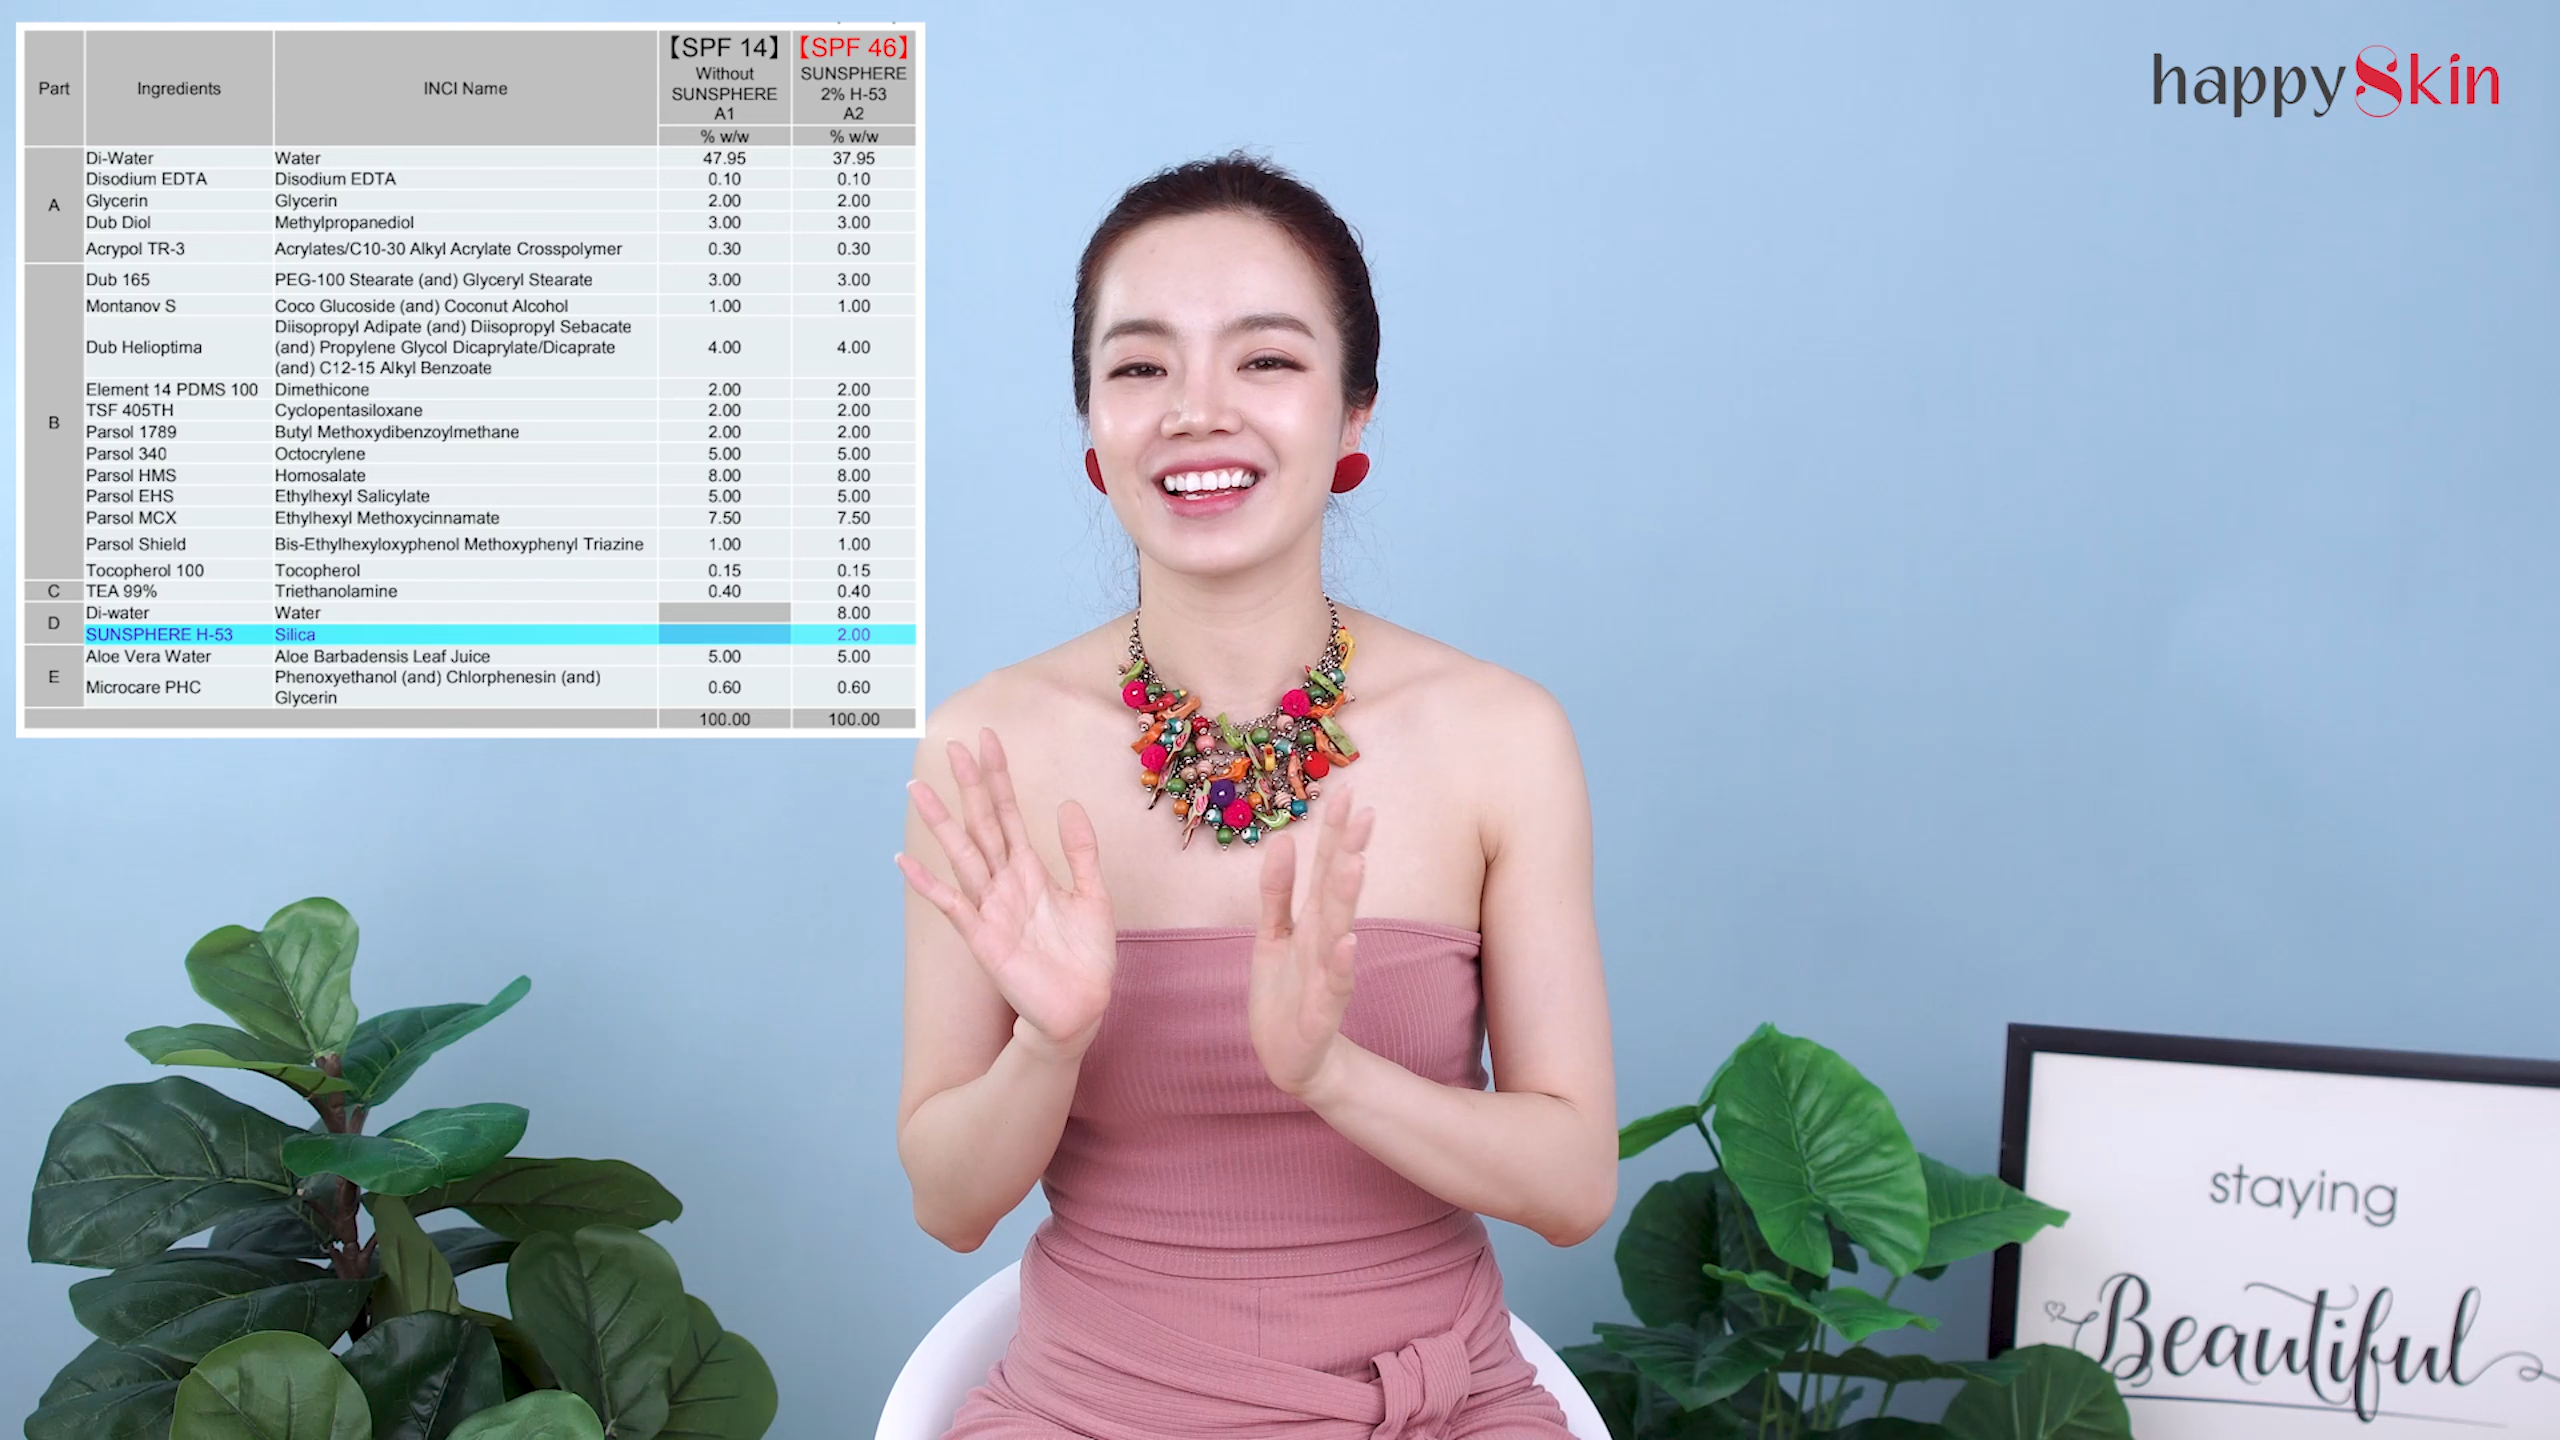 Part Ingredients INCI Name 【SPF 14】 Without SUNSPHERE A1 【SPF 46】 SUNSPHERE 2% H-53 A2
% w/w % w/w
A
Di-Water Water 47.95 37.95
Disodium EDTA Disodium EDTA 0.10 0.10
Glycerin Glycerin 2.00 2.00
Dub Diol Methylpropanediol 3.00 3.00
Acrypol TR-3 Acrylates/C10-30 Alkyl Acrylate Crosspolymer 0.30 0.30
B
Dub 165 PEG-100 Stearate (and) Glyceryl Stearate 3.00 3.00
Montanov S Coco Glucoside (and) Coconut Alcohol 1.00 1.00
Dub Helioptima Diisopropyl Adipate (and) Diisopropyl Sebacate (and) Propylene Glycol Dicaprylate/Dicaprate (and) C12-15 Alkyl Benzoate 4.00 4.00
Element 14 PDMS 100 Dimethicone 2.00 2.00
TSF 405TH Cyclopentasiloxane 2.00 2.00
Parsol 1789 Butyl Methoxydibenzoylmethane 2.00 2.00
Parsol 340 Octocrylene 5.00 5.00
Parsol HMS Homosalate 8.00 8.00
Parsol EHS Ethylhexyl Salicylate 5.00 5.00
Parsol MCX Ethylhexyl Methoxycinnamate 7.50 7.50
Parsol Shield Bis-Ethylhexyloxyphenol Methoxyphenyl Triazine 1.00 1.00
Tocopherol 100 Tocopherol 0.15 0.15
C TEA 99% Triethanolamine 0.40 0.40
D
Di-water Water 8.00
SUNSPHERE H-53 Silica 2.00
E
Aloe Vera Water Aloe Barbadensis Leaf Juice 5.00 5.00
Microcare PHC Phenoxyethanol (and) Chlorphenesin (and) Glycerin 0.60 0.60
100.00 100.00
happySkin
staying
Beautiful